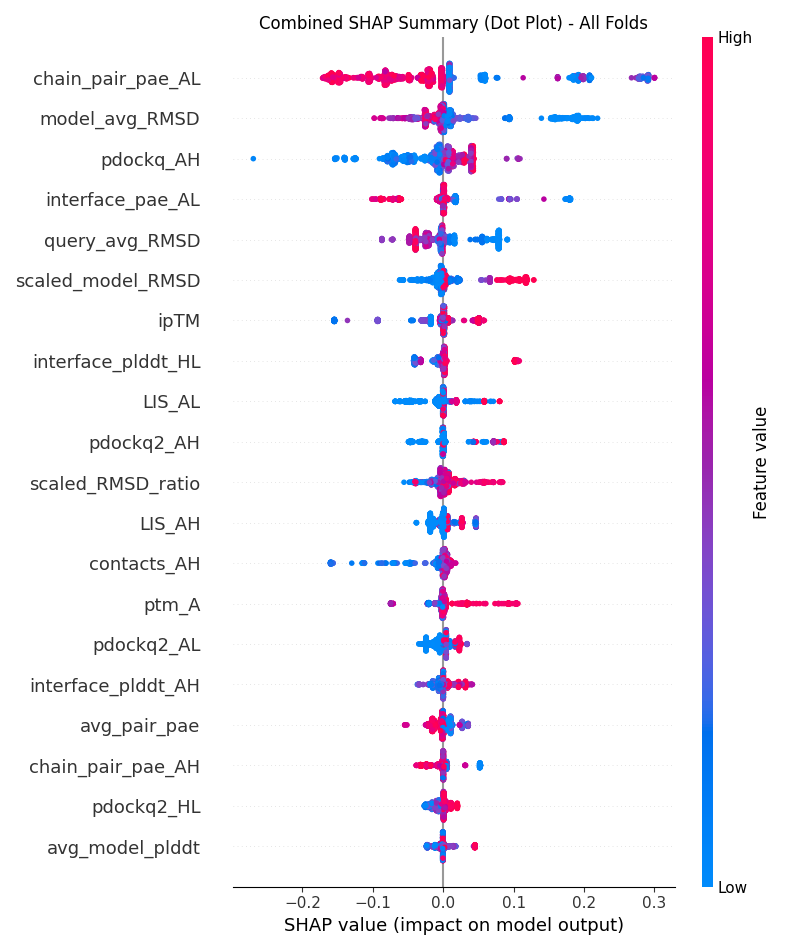 Combined SHAP Summary (Dot Plot) - All Folds
High
chain_pair_pae_AL
model_avg_RMSD
pdockq_AH
interface_pae_AL
query_avg_RMSD
scaled_model_RMSD
ipTM
interface_plddt_HL
LIS_AL
pdockq2_AH
scaled_RMSD_ratio
LIS_AH
contacts_AH
ptm_A
pdockq2_AL
interface_plddt_AH
avg_pair_pae
chain_pair_pae_AH
pdockq2_HL
avg_model_plddt
Feature value
Low
−0.2 −0.1 0.0 0.1 0.2 0.3
SHAP value (impact on model output)